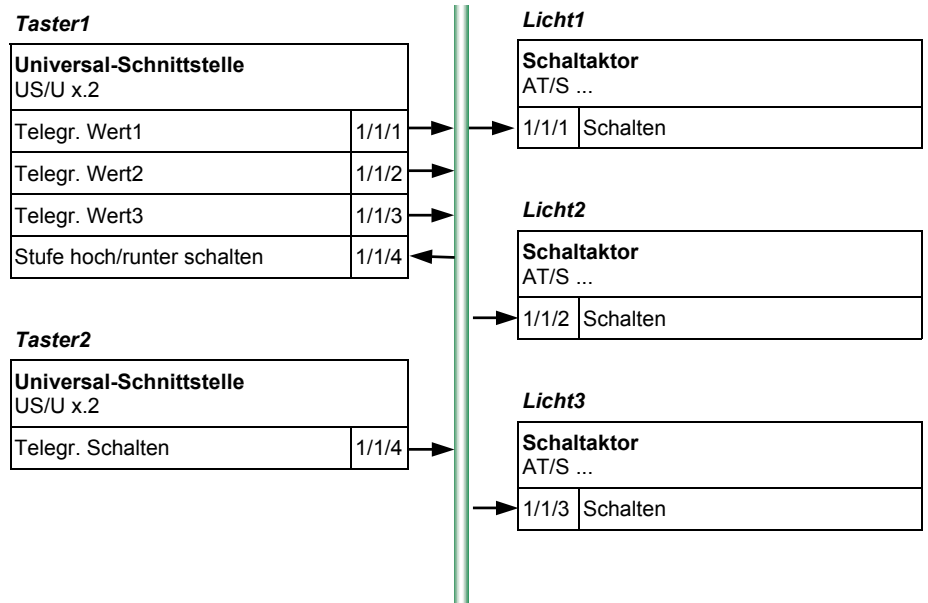 Taster1
Universal-Schnittstelle
US/U x.2
Telegr. Wert1 1/1/1
Telegr. Wert2 1/1/2
Telegr. Wert3 1/1/3
Stufe hoch/runter schalten 1/1/4
Taster2
Universal-Schnittstelle
US/U x.2
Telegr. Schalten 1/1/4
Licht1
Schaltaktor
AT/S ...
1/1/1 Schalten
Licht2
Schaltaktor
AT/S ...
1/1/2 Schalten
Licht3
Schaltaktor
AT/S ...
1/1/3 Schalten